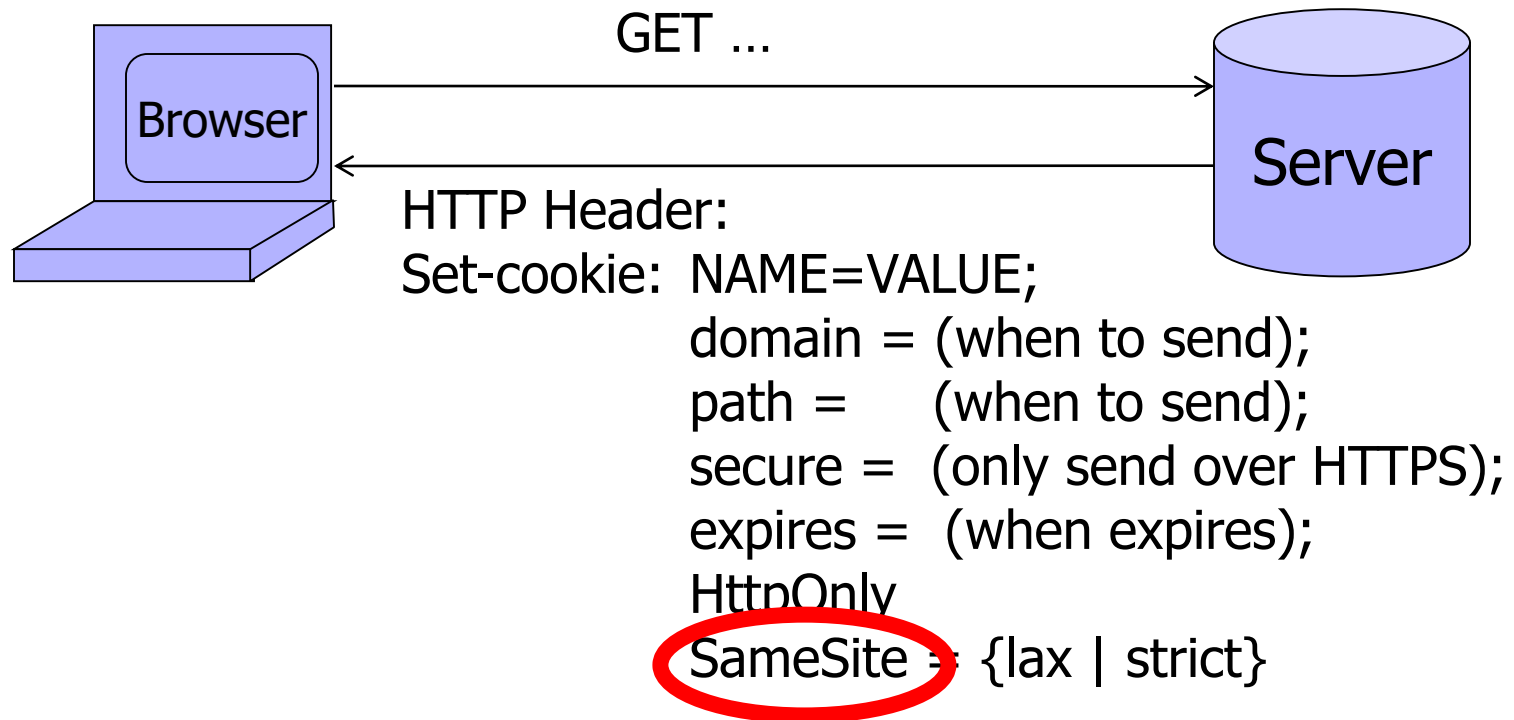 GET …
Browser
Server
HTTP Header:
Set-cookie: NAME=VALUE;
domain = (when to send);
path = (when to send);
secure = (only send over HTTPS);
expires = (when expires);
HttpOnly
SameSite = {lax | strict}